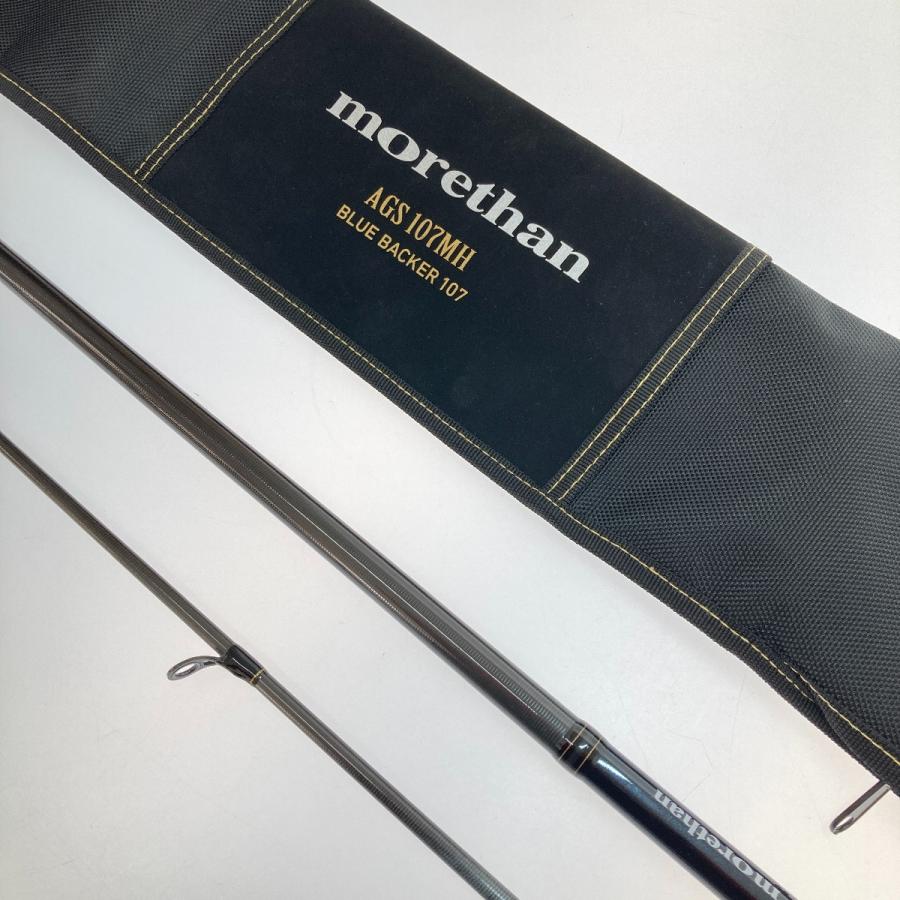 morethan
AGS 107MH
BLUE BACKER 107
morethan